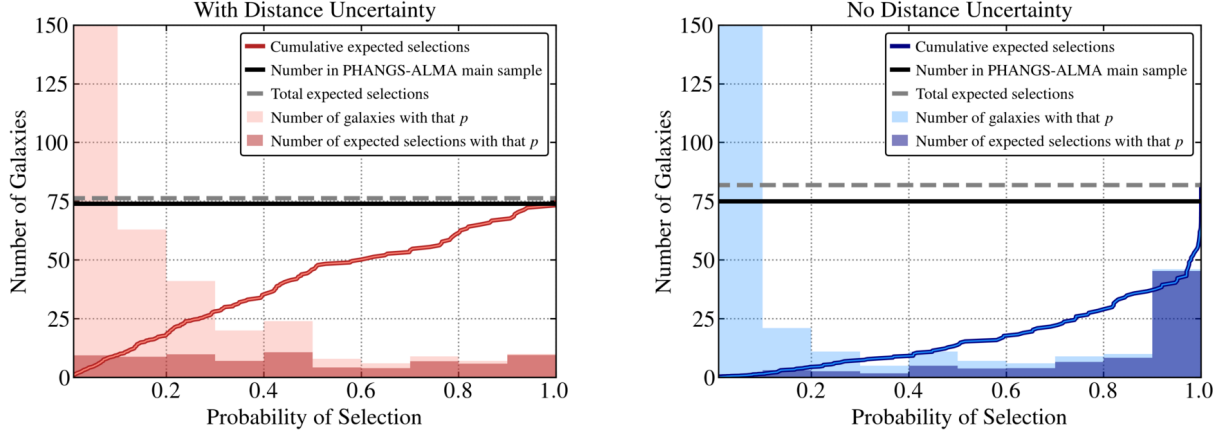 With Distance Uncertainty
150
125
100
75
50
25
0
Number of Galaxies
Cumulative expected selections
Number in PHANGS-ALMA main sample
Total expected selections
Number of galaxies with that p
Number of expected selections with that p
0.2 0.4 0.6 0.8 1.0
Probability of Selection
No Distance Uncertainty
150
125
100
75
50
25
0
Number of Galaxies
Cumulative expected selections
Number in PHANGS-ALMA main sample
Total expected selections
Number of galaxies with that p
Number of expected selections with that p
0.2 0.4 0.6 0.8 1.0
Probability of Selection